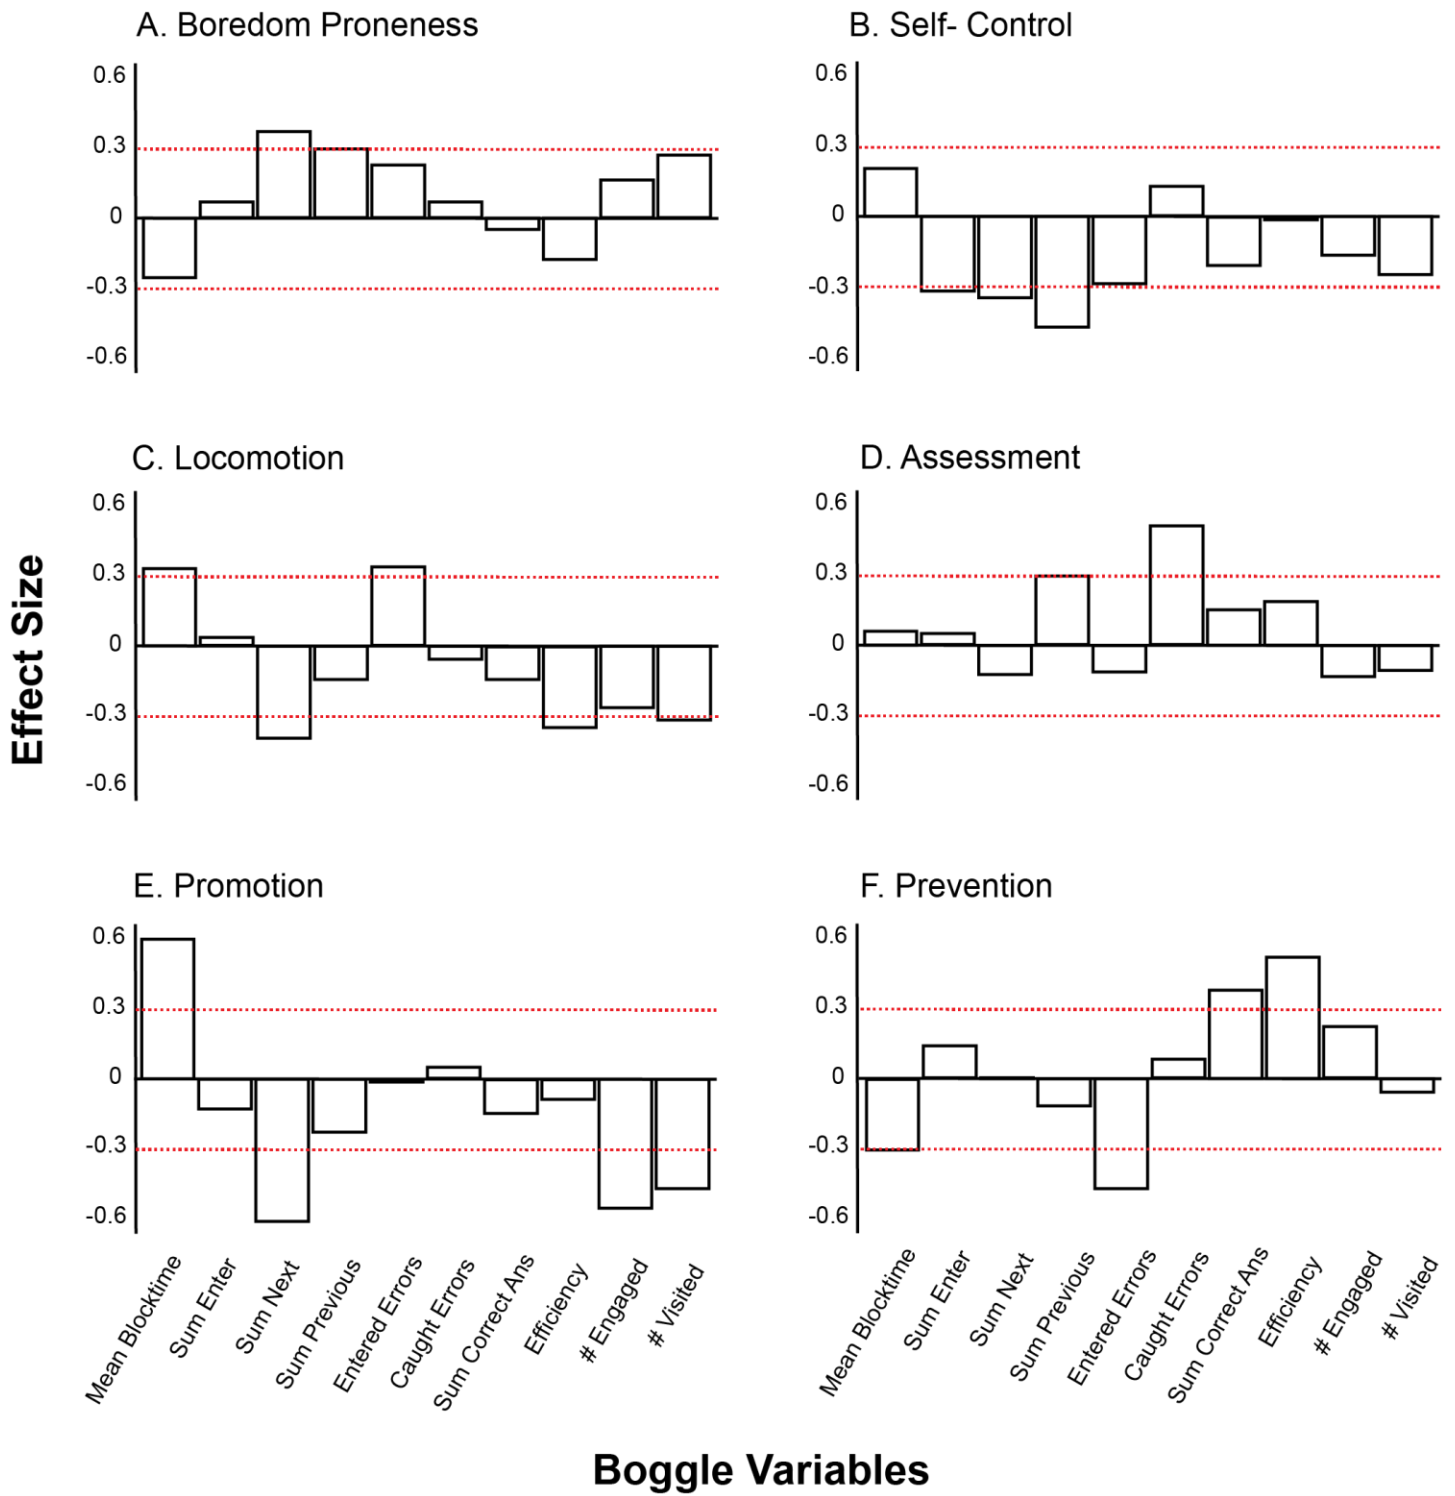 A. Boredom Proneness
0.6
0.3
0
-0.3
-0.6
B. Self- Control
0.6
0.3
0
-0.3
-0.6
C. Locomotion
0.6
0.3
0
-0.3
-0.6
D. Assessment
0.6
0.3
0
-0.3
-0.6
Effect Size
E. Promotion
0.6
0.3
0
-0.3
-0.6
Mean Blocktime
Sum Enter
Sum Next
Sum Previous
Entered Errors
Caught Errors
Sum Correct Ans
Efficiency
# Engaged
# Visited
F. Prevention
0.6
0.3
0
-0.3
-0.6
Mean Blocktime
Sum Enter
Sum Next
Sum Previous
Entered Errors
Caught Errors
Sum Correct Ans
Efficiency
# Engaged
# Visited
Boggle Variables